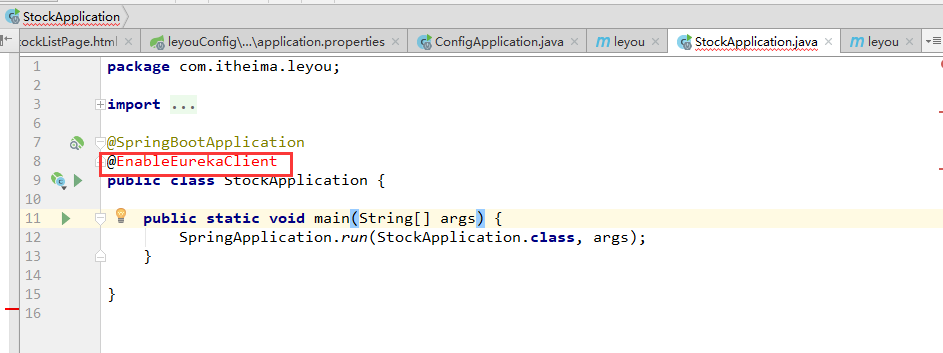 StockApplication
tockListPage.html
leyouConfig\...\application.properties
ConfigApplication.java
leyou
StockApplication.java
leyou
1 package com.itheima.leyou;
2
3 import ...
6
7 @SpringBootApplication
8 @EnableEurekaClient
9 public class StockApplication {
10
11 public static void main(String[] args) {
12 SpringApplication.run(StockApplication.class, args);
13 }
14
15 }
16